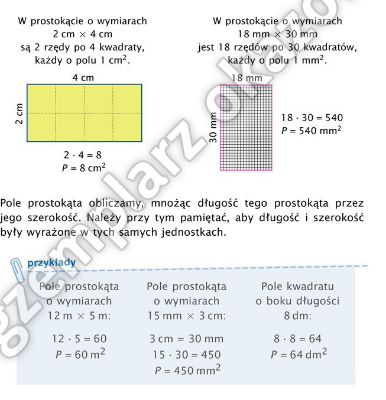 W prostokącie o wymiarach
2 cm × 4 cm
są 2 rzędy po 4 kwadraty,
każdy o polu 1 cm².
4 cm
2 cm
2 · 4 = 8
P = 8 cm²
W prostokącie o wymiarach
18 mm × 30 mm
jest 18 rzędów po 30 kwadratów,
każdy o polu 1 mm².
18 mm
30 mm
18 · 30 = 540
P = 540 mm²
Pole prostokąta obliczamy, mnożąc długość tego prostokąta przez
jego szerokość. Należy przy tym pamiętać, aby długość i szerokość
były wyrażone w tych samych jednostkach.
przykłady
Pole prostokąta
o wymiarach
12 m × 5 m:
12 · 5 = 60
P = 60 m²
Pole prostokąta
o wymiarach
15 mm × 3 cm:
3 cm = 30 mm
15 · 30 = 450
P = 450 mm²
Pole kwadratu
o boku długości
8 dm:
8 · 8 = 64
P = 64 dm²
gzemplarz okazow